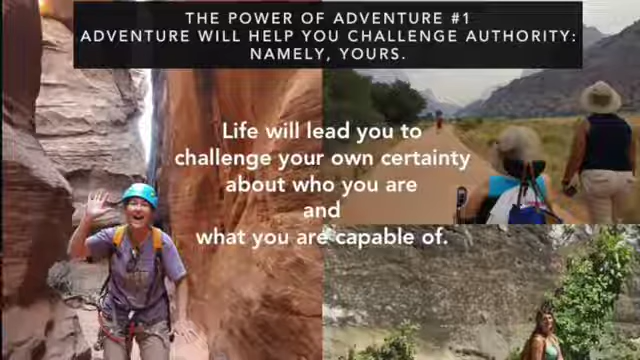 THE POWER OF ADVENTURE #1
ADVENTURE WILL HELP YOU CHALLENGE AUTHORITY:
NAMELY, YOURS.
Life will lead you to
challenge your own certainty
about who you are
and
what you are capable of.